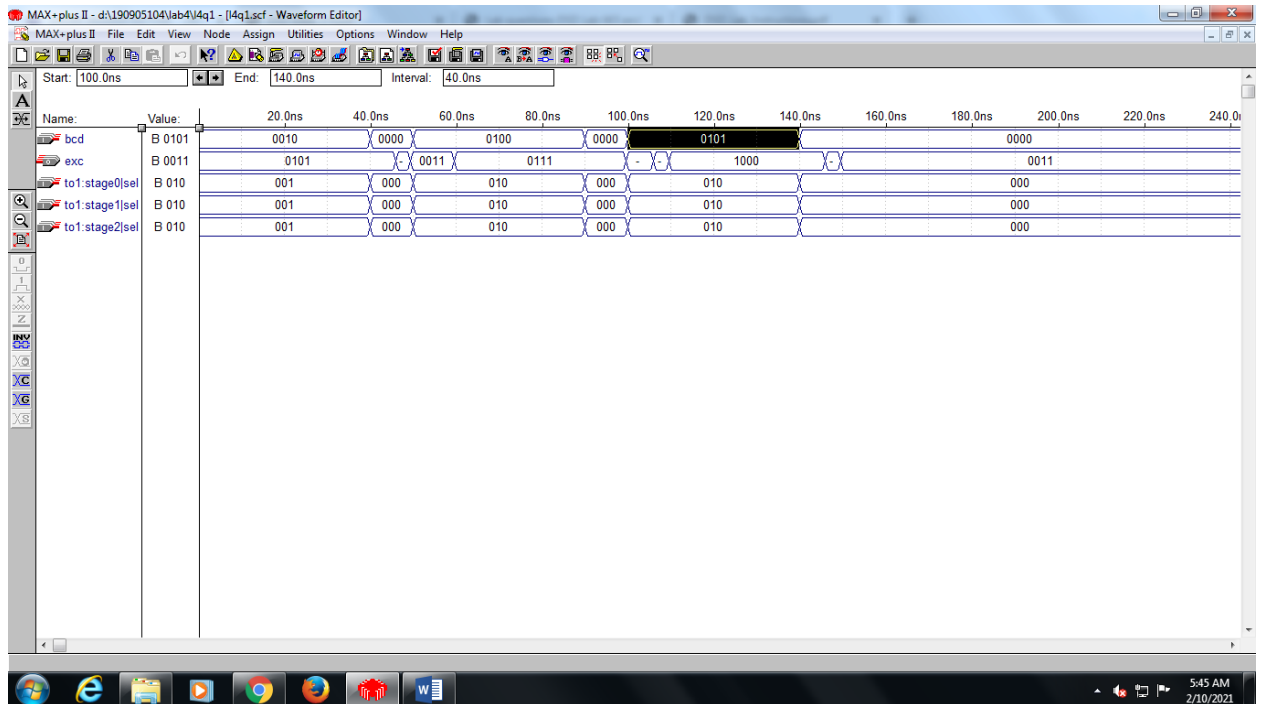 MAX+plus II - d:\190905104\lab4\l4q1 - [l4q1.scf - Waveform Editor]
MAX+plus II File Edit View Node Assign Utilities Options Window Help
Start: 100.0ns End: 140.0ns Interval: 40.0ns
Name: Value: 20.0ns 40.0ns 60.0ns 80.0ns 100.0ns 120.0ns 140.0ns 160.0ns 180.0ns 200.0ns 220.0ns 240.0
bcd B 0101 0010 0000 0100 0000 0101 0000
exc B 0011 0101 - 0011 0111 - - 1000 - 0011
to1:stage0|sel B 010 001 000 010 000 010 000
to1:stage1|sel B 010 001 000 010 000 010 000
to1:stage2|sel B 010 001 000 010 000 010 000
5:45 AM
2/10/2021